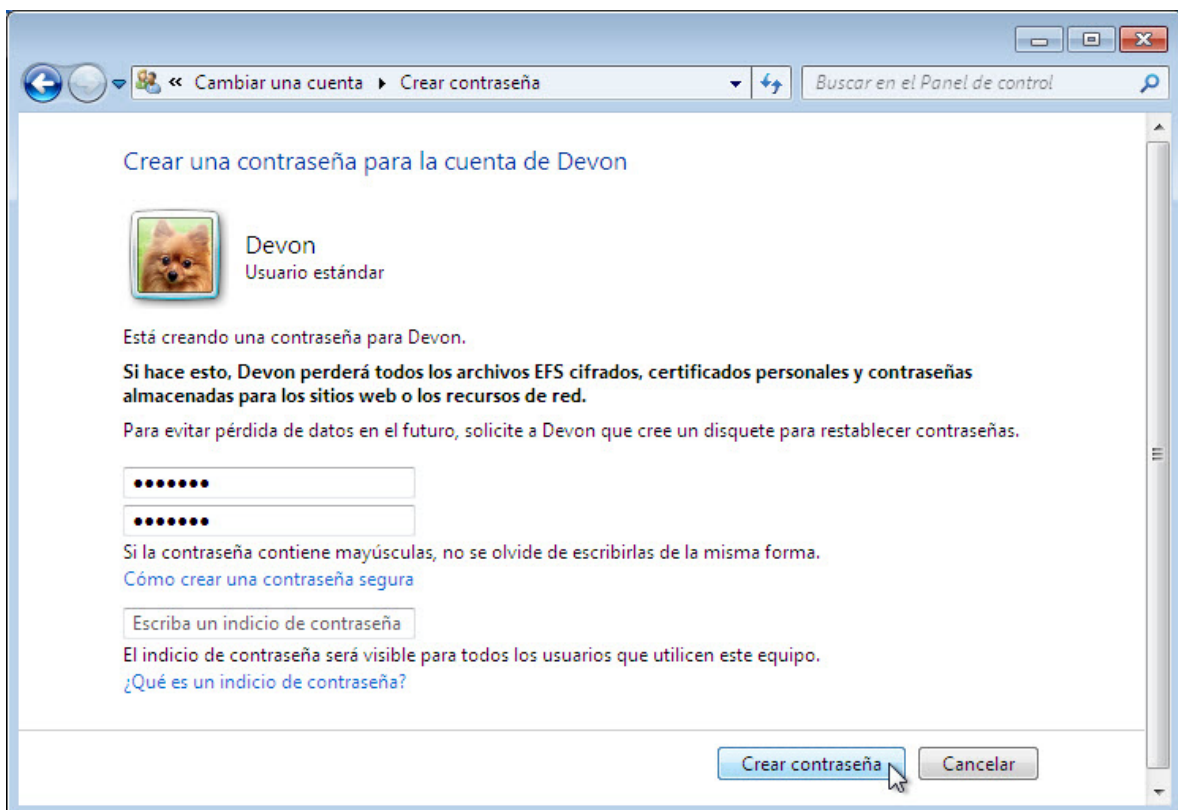 « Cambiar una cuenta ▸ Crear contraseña
Buscar en el Panel de control
Crear una contraseña para la cuenta de Devon
Devon
Usuario estándar
Está creando una contraseña para Devon.
Si hace esto, Devon perderá todos los archivos EFS cifrados, certificados personales y contraseñas
almacenadas para los sitios web o los recursos de red.
Para evitar pérdida de datos en el futuro, solicite a Devon que cree un disquete para restablecer contraseñas.
•••••••
•••••••
Si la contraseña contiene mayúsculas, no se olvide de escribirlas de la misma forma.
Cómo crear una contraseña segura
Escriba un indicio de contraseña
El indicio de contraseña será visible para todos los usuarios que utilicen este equipo.
¿Qué es un indicio de contraseña?
Crear contraseña
Cancelar